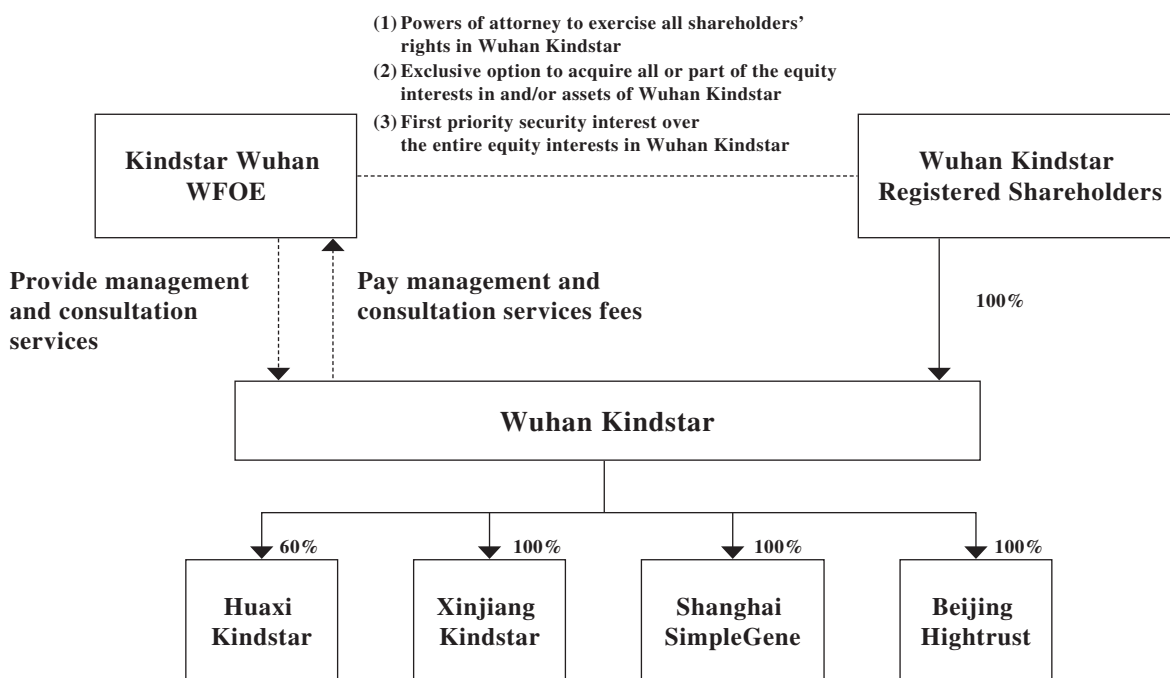 (1) Powers of attorney to exercise all shareholders’
rights in Wuhan Kindstar
(2) Exclusive option to acquire all or part of the equity
interests in and/or assets of Wuhan Kindstar
(3) First priority security interest over
the entire equity interests in Wuhan Kindstar
Kindstar Wuhan
WFOE
Wuhan Kindstar
Registered Shareholders
Provide management
and consultation
services
Pay management and
consultation services fees
100%
Wuhan Kindstar
60%
100%
100%
100%
Huaxi
Kindstar
Xinjiang
Kindstar
Shanghai
SimpleGene
Beijing
Hightrust